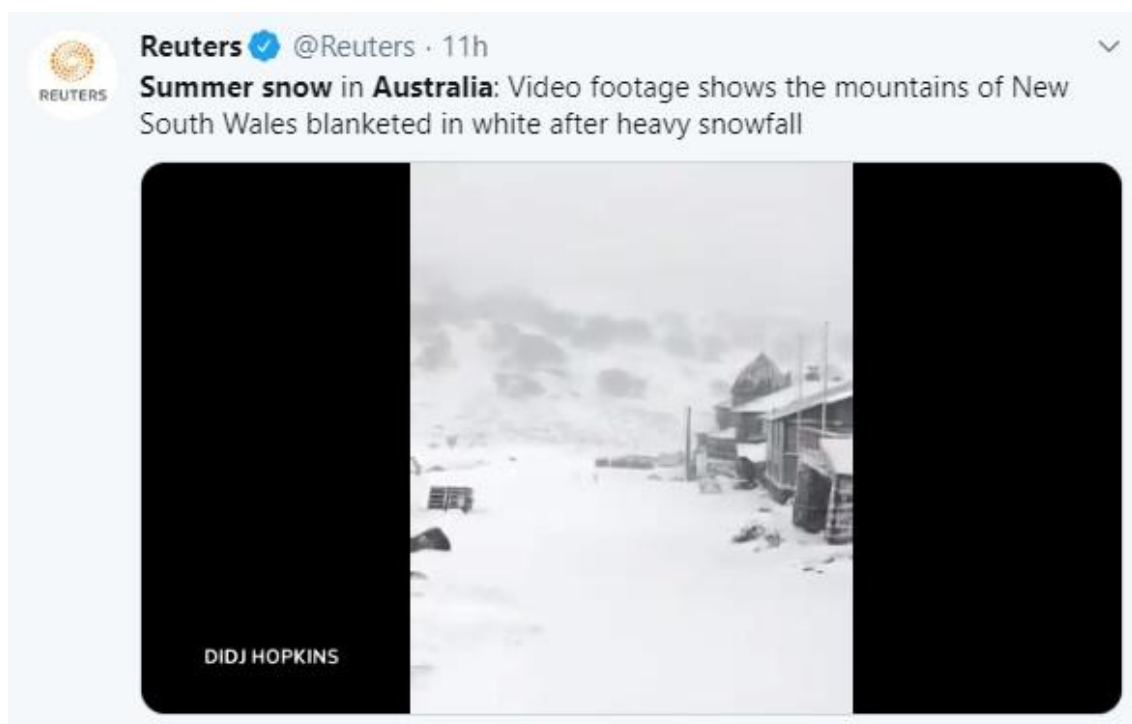 Reuters @Reuters · 11h
REUTERS
Summer snow in Australia: Video footage shows the mountains of New
South Wales blanketed in white after heavy snowfall
DIDJ HOPKINS